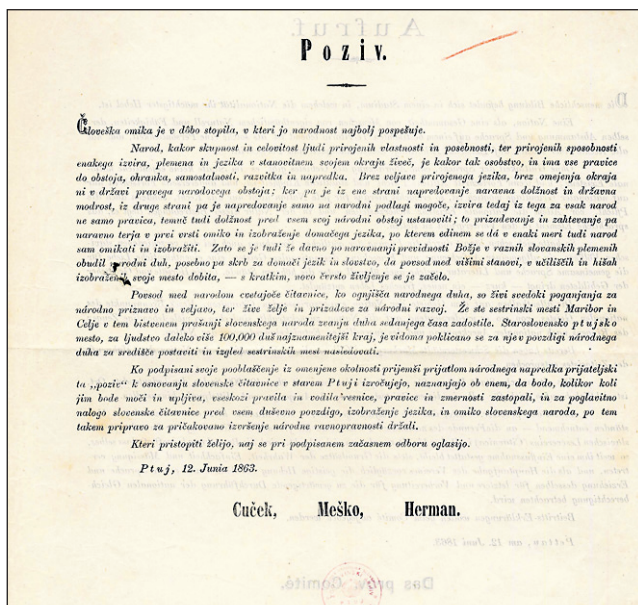 Poziv.
Človeška omika je v dôbo stopila, v kteri jo narodnost najbolj pospešuje.
Narod, kakor skupnost in celovitost ljudi prirojenih vlastnosti in posebnosti, ter prirojenih sposobnosti
enakega izvira, plemena in jezika v stanovitnem svojem okraju živeč, je kakor tak osobstvo, in ima vse pravice
do obstoja, ohranka, samostalnosti, razvitka in napredka. Brez veljave prirojenega jezika, brez omejenja okraja
ni v državi pravega narodovega obstoja; ker pa je iz ene strani napredovanje naravna dolžnost in državna
modrost, iz druge strani pa je napredovanje samo na narodni podlagi mogoče, izvira tedaj iz tega za vsak narod
ne samo pravica, temuč tudi dolžnost pred vsem svoj národni obstoj ustanoviti; to prizadevanje in zahtevanje pa
naravno terja v prvi vrsti omiko in izobraženje domačega jezika, po kterem edinem se dá v enaki meri tudi narod
sam omikati in izobražiti. Zato se je tudi že davno po naravnanji previdnosti Božje v raznih slovanskih plemenih
obudil narodni duh, posebno pa skrb za domači jezik in slovstvo, da povsod med višimi stanovi, v učiliščih in hišah
izobraženih svoje mesto dobita, — s kratkim, novo čersto življenje se je začelo.
Povsod med narodom cvetajoče čitavnice, ko ognjišča narodnega duha, so živi svedoki poganjanja za
národno priznavo in veljavo, ter žive želje in prizadeve za národni razvoj. Že ste sestrinski mesti Maribor in
Celje v tem bistvenem prašanji slovenskega naroda zvanju duha sedanjega časa zadostile. Staroslovensko ptujsko
mesto, za ljudstvo daleko više 100,000 duš najznamenitejši kraj, je vidoma poklicano se za njev povzdigi národnega
duha za središče postaviti in izgled sestrinskih mest nasledovati.
Ko podpisani svoje pooblaščenje iz omenjene okolnosti prijemši prijatlom národnega napredka prijateljski
ta „poziv" k osnovanju slovenske čitavnice v starem Ptuji izročujejo, naznanjajo ob enem, da bodo, kolikor koli
jim bode moči in upljiva, vseskozi pravila in vodila resnice, pravice in zmernosti zastopali, in za poglavitno
nalogo slovenske čitavnice pred vsem duševno povzdigo, izobraženje jezika, in omiko slovenskega naroda, po tem
takem pripravo za pričakovano izveršenje národne ravnopravnosti držali.
Kteri pristopiti želijo, naj se pri podpisanem začasnem odboru oglasijo.
Ptuj, 12. Junia 1863.
Cuček, Meško, Herman.